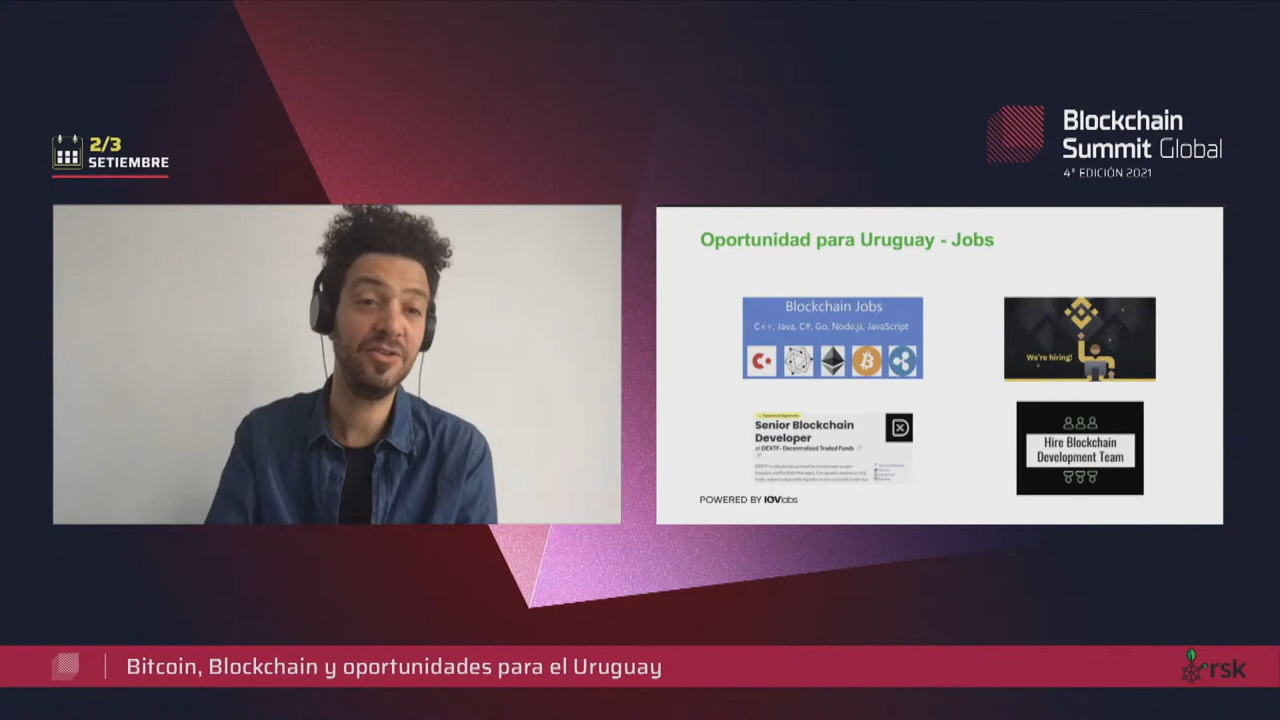 2/3
SETIEMBRE
Blockchain
Summit Global
4ª EDICIÓN 2021
Oportunidad para Uruguay - Jobs
Blockchain Jobs
C++, Java, C#, Go, Node.js, JavaScript
We're hiring!
Senior Blockchain
Developer
at DEXTF- Decentralized Traded Funds
Hire Blockchain
Development Team
POWERED BY IOVlabs
Bitcoin, Blockchain y oportunidades para el Uruguay
rsk